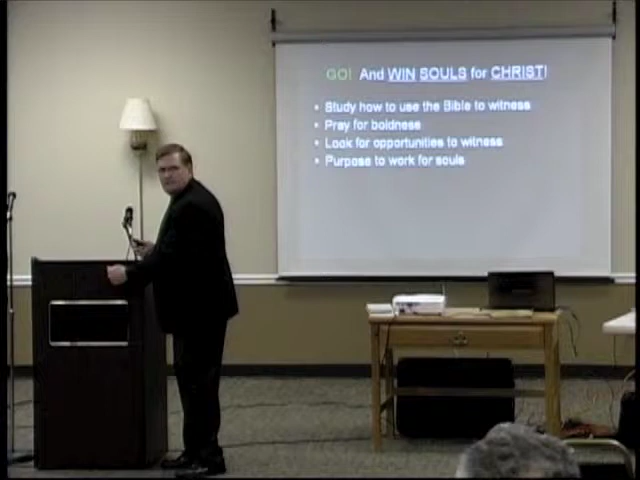 GO! And WIN SOULS for CHRIST!
• Study how to use the Bible to witness
• Pray for boldness
• Look for opportunities to witness
• Purpose to work for souls